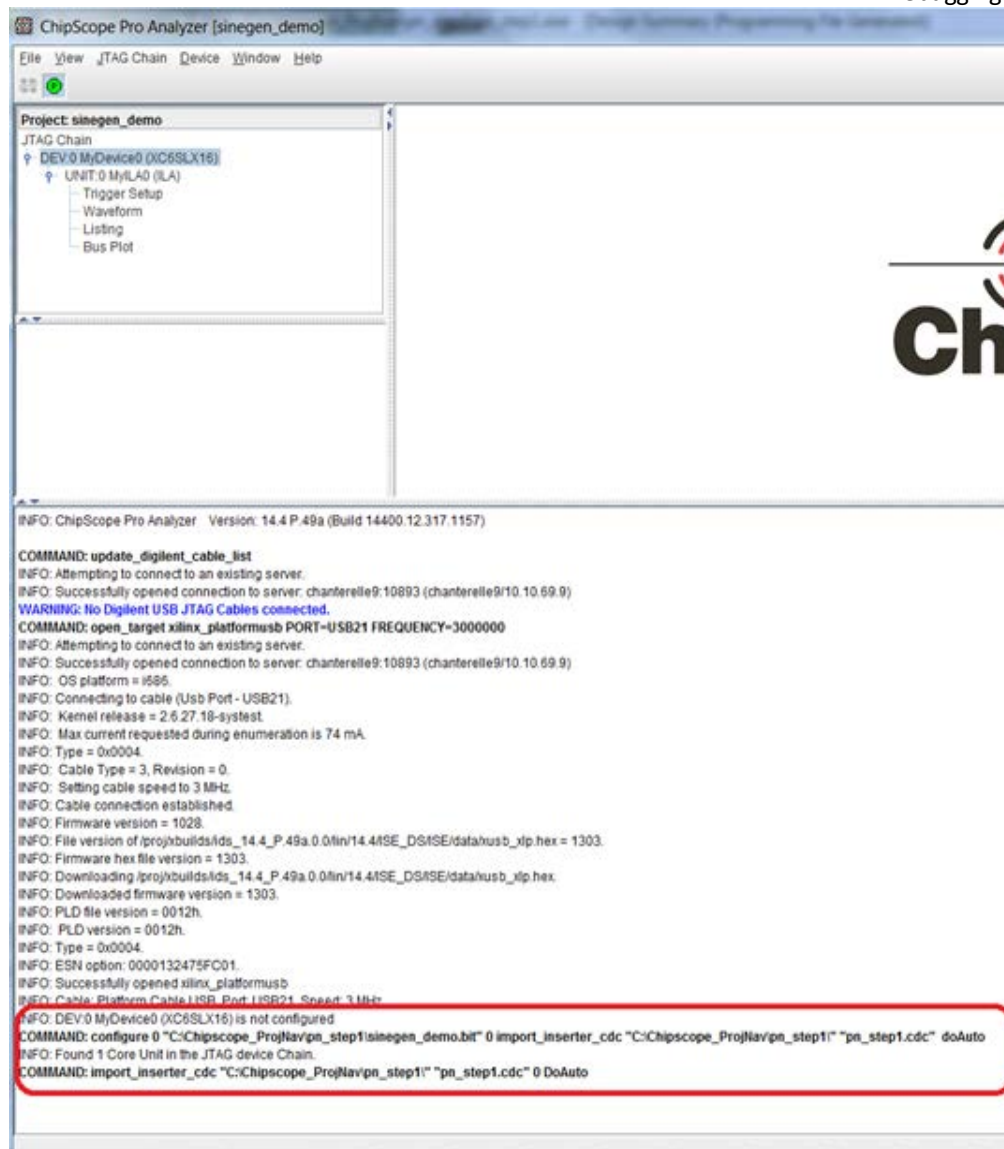 ChipScope Pro Analyzer [sinegen_demo]
File View JTAG Chain Device Window Help
Project: sinegen_demo
JTAG Chain
DEV:0 MyDevice0 (XC6SLX16)
UNIT:0 MyILA0 (ILA)
Trigger Setup
Waveform
Listing
Bus Plot
Ch
INFO: ChipScope Pro Analyzer Version: 14.4 P.49a (Build 14400.12.317.1157)
COMMAND: update_digilent_cable_list
INFO: Attempting to connect to an existing server.
INFO: Successfully opened connection to server: chanterelle9:10893 (chanterelle9/10.10.69.9)
WARNING: No Digilent USB JTAG Cables connected.
COMMAND: open_target xilinx_platformusb PORT=USB21 FREQUENCY=3000000
INFO: Attempting to connect to an existing server.
INFO: Successfully opened connection to server: chanterelle9:10893 (chanterelle9/10.10.69.9)
INFO: OS platform = i686.
INFO: Connecting to cable (Usb Port - USB21).
INFO: Kernel release = 2.6.27.18-systest.
INFO: Max current requested during enumeration is 74 mA.
INFO: Type = 0x0004.
INFO: Cable Type = 3, Revision = 0.
INFO: Setting cable speed to 3 MHz.
INFO: Cable connection established.
INFO: Firmware version = 1028.
INFO: File version of /proj/xbuilds/ids_14.4_P.49a.0.0/lin/14.4/ISE_DS/ISE/data/xusb_xlp.hex = 1303.
INFO: Firmware hex file version = 1303.
INFO: Downloading /proj/xbuilds/ids_14.4_P.49a.0.0/lin/14.4/ISE_DS/ISE/data/xusb_xlp.hex.
INFO: Downloaded firmware version = 1303.
INFO: PLD file version = 0012h.
INFO: PLD version = 0012h.
INFO: Type = 0x0004.
INFO: ESN option: 0000132475FC01.
INFO: Successfully opened xilinx_platformusb
INFO: Cable: Platform Cable USB, Port: USB21, Speed: 3 MHz
INFO: DEV:0 MyDevice0 (XC6SLX16) is not configured
COMMAND: configure 0 "C:\Chipscope_ProjNav\pn_step1\sinegen_demo.bit" 0 import_inserter_cdc "C:\Chipscope_ProjNav\pn_step1\" "pn_step1.cdc" doAuto
INFO: Found 1 Core Unit in the JTAG device Chain.
COMMAND: import_inserter_cdc "C:\Chipscope_ProjNav\pn_step1\" "pn_step1.cdc" 0 DoAuto